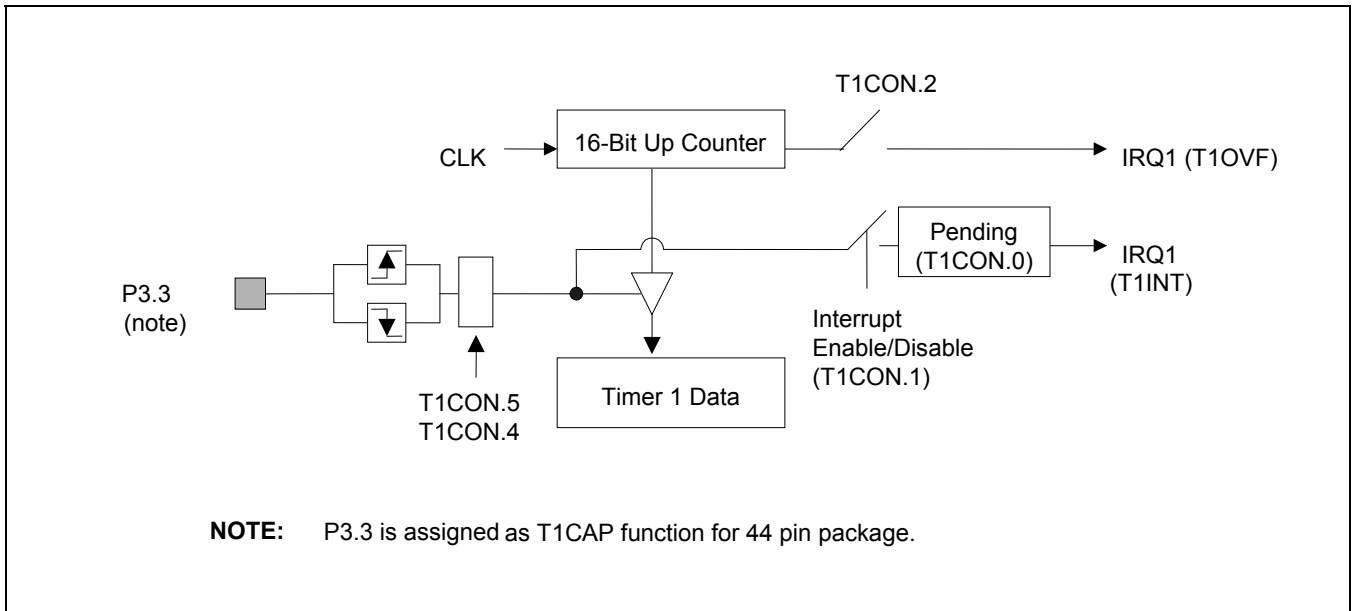 T1CON.2
CLK
16-Bit Up Counter
IRQ1 (T1OVF)
Pending
(T1CON.0)
IRQ1
(T1INT)
P3.3
(note)
Interrupt
Enable/Disable
(T1CON.1)
T1CON.5
T1CON.4
Timer 1 Data
NOTE: P3.3 is assigned as T1CAP function for 44 pin package.